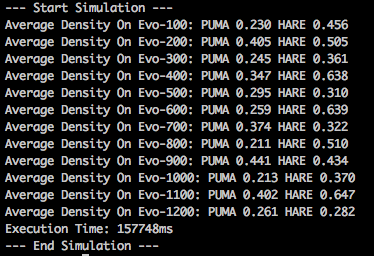 --- Start Simulation ---
Average Density On Evo-100: PUMA 0.230 HARE 0.456
Average Density On Evo-200: PUMA 0.405 HARE 0.505
Average Density On Evo-300: PUMA 0.245 HARE 0.361
Average Density On Evo-400: PUMA 0.347 HARE 0.638
Average Density On Evo-500: PUMA 0.295 HARE 0.310
Average Density On Evo-600: PUMA 0.259 HARE 0.639
Average Density On Evo-700: PUMA 0.374 HARE 0.322
Average Density On Evo-800: PUMA 0.211 HARE 0.510
Average Density On Evo-900: PUMA 0.441 HARE 0.434
Average Density On Evo-1000: PUMA 0.213 HARE 0.370
Average Density On Evo-1100: PUMA 0.402 HARE 0.647
Average Density On Evo-1200: PUMA 0.261 HARE 0.282
Execution Time: 157748ms
--- End Simulation ---